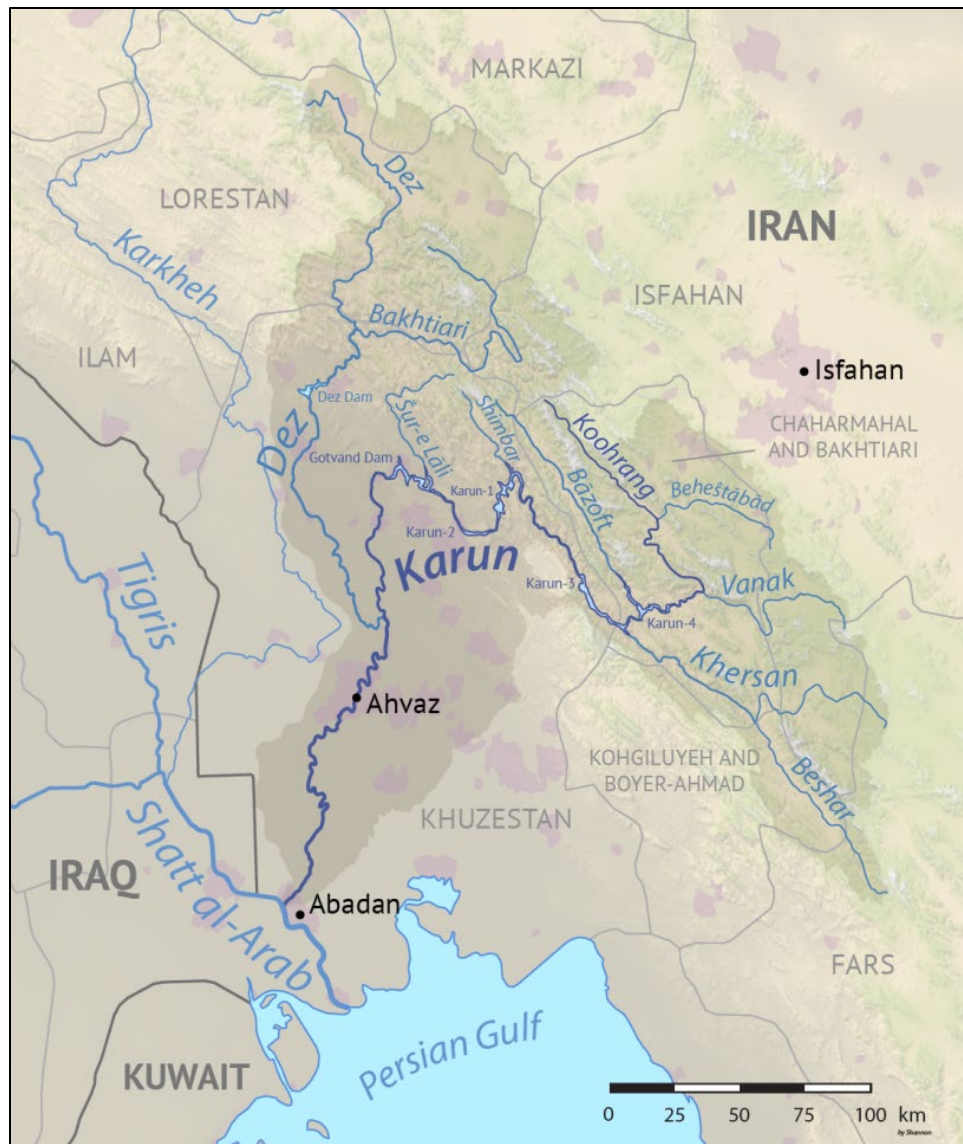 MARKAZI
Dez
LORESTAN
IRAN
Karkheh
ISFAHAN
Bakhtiari
ILAM
Isfahan
Dez Dam
Šur-e Lāli
Shimbar
CHAHARMAHAL
AND BAKHTIARI
Dez
Koohrang
Gotvand Dam
Karun-1
Bāzoft
Beheštābād
Karun-2
Karun
Tigris
Karun-3
Vanak
Karun-4
Khersan
Ahvaz
KOHGILUYEH AND
BOYER-AHMAD
Beshar
KHUZESTAN
Shatt al-Arab
IRAQ
Abadan
FARS
Persian Gulf
KUWAIT
0 25 50 75 100 km
by Shannon